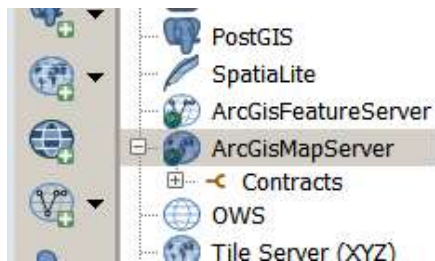 PostGIS
SpatiaLite
ArcGisFeatureServer
ArcGisMapServer
Contracts
OWS
Tile Server (XYZ)